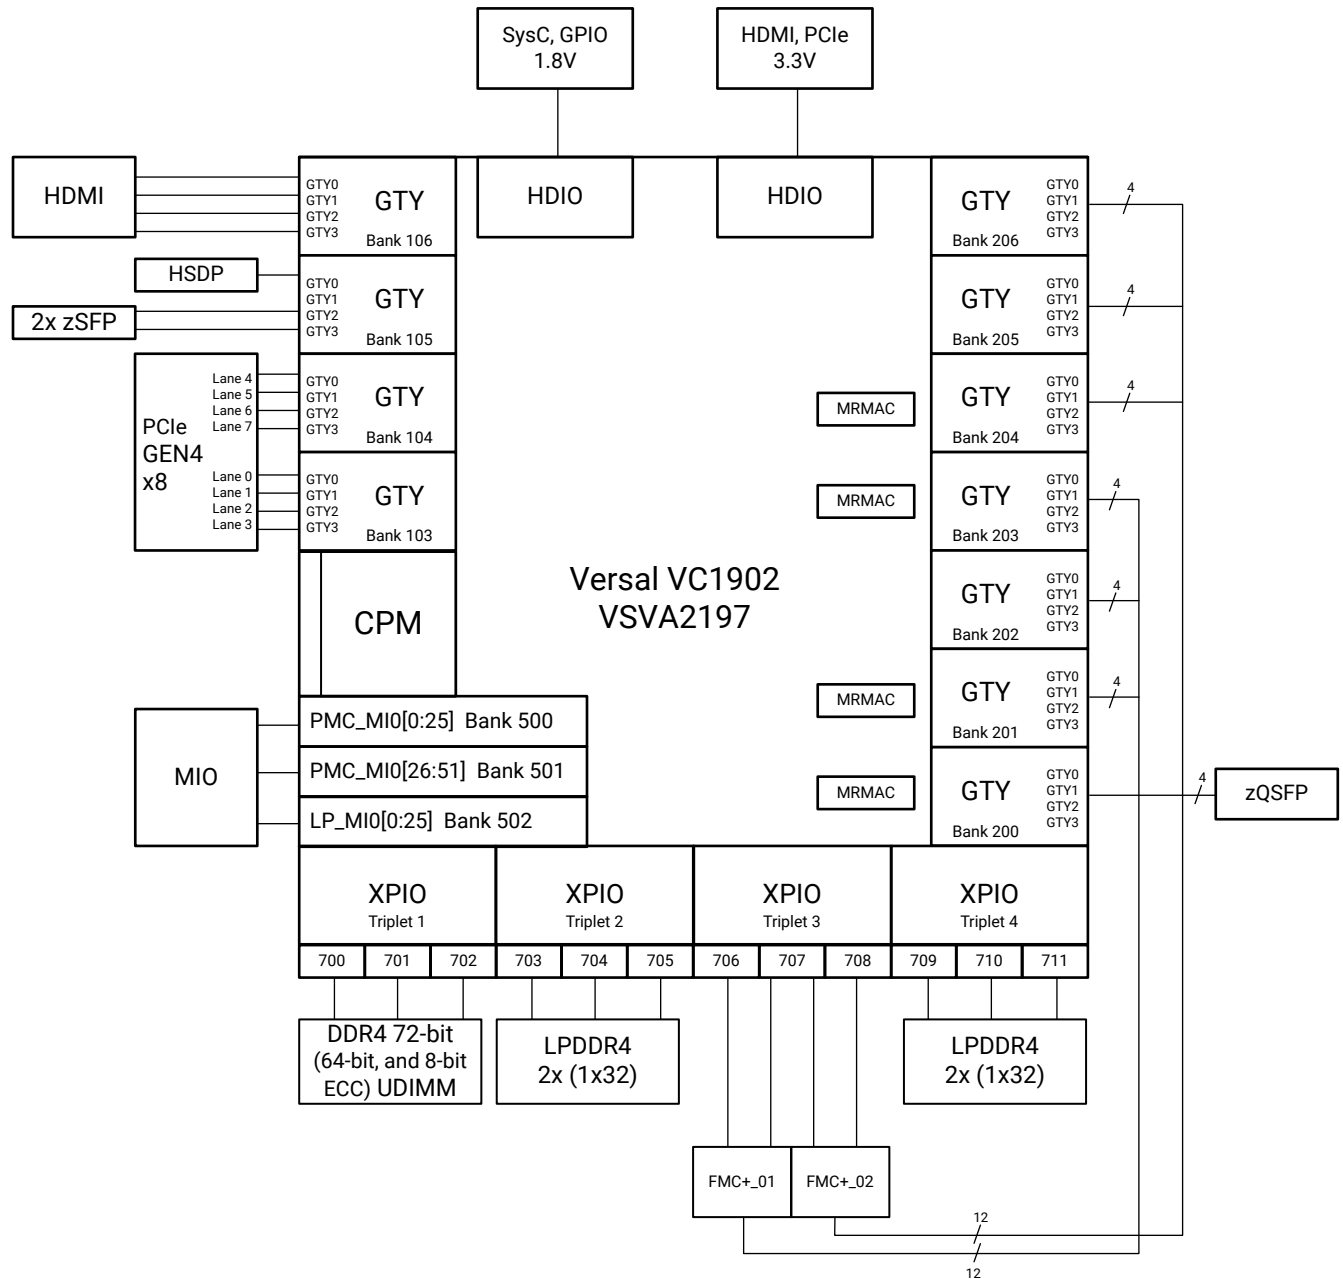 SysC, GPIO
1.8V
HDMI, PCIe
3.3V
HDMI
GTY0
GTY1
GTY2
GTY3
GTY
Bank 106
HDIO
HDIO
GTY
Bank 206
GTY0
GTY1
GTY2
GTY3
4
HSDP
2x zSFP
GTY0
GTY1
GTY2
GTY3
GTY
Bank 105
GTY
Bank 205
GTY0
GTY1
GTY2
GTY3
4
PCIe
GEN4
x8
Lane 4
Lane 5
Lane 6
Lane 7
Lane 0
Lane 1
Lane 2
Lane 3
GTY0
GTY1
GTY2
GTY3
GTY
Bank 104
MRMAC
GTY
Bank 204
GTY0
GTY1
GTY2
GTY3
4
GTY0
GTY1
GTY2
GTY3
GTY
Bank 103
MRMAC
GTY
Bank 203
GTY0
GTY1
GTY2
GTY3
4
Versal VC1902
VSVA2197
CPM
GTY
Bank 202
GTY0
GTY1
GTY2
GTY3
4
MRMAC
GTY
Bank 201
GTY0
GTY1
GTY2
GTY3
4
MIO
PMC_MI0[0:25] Bank 500
PMC_MI0[26:51] Bank 501
LP_MI0[0:25] Bank 502
MRMAC
GTY
Bank 200
GTY0
GTY1
GTY2
GTY3
4
zQSFP
XPIO
Triplet 1
XPIO
Triplet 2
XPIO
Triplet 3
XPIO
Triplet 4
700 701 702 703 704 705 706 707 708 709 710 711
DDR4 72-bit
(64-bit, and 8-bit
ECC) UDIMM
LPDDR4
2x (1x32)
LPDDR4
2x (1x32)
FMC+_01
FMC+_02
12
12